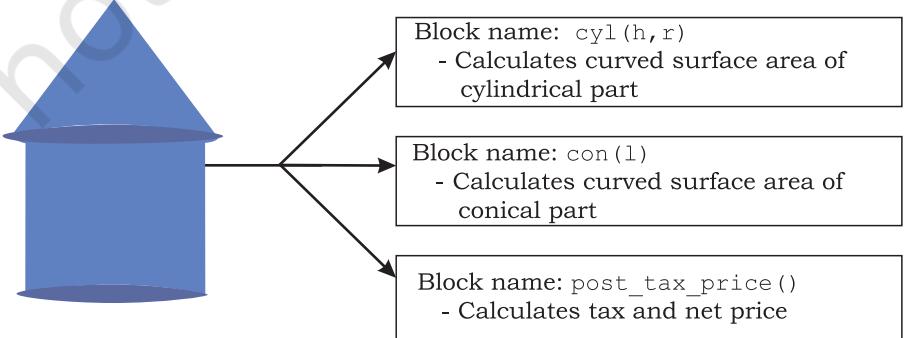 Block name: cyl(h,r)
- Calculates curved surface area of
cylindrical part
Block name: con(l)
- Calculates curved surface area of
conical part
Block name: post_tax_price()
- Calculates tax and net price